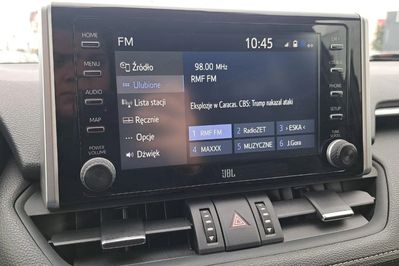 HOME
FM
10:45
MENU
Źródło
98.00 MHz
Ulubione
RMF FM
AUDIO
PHONE
Lista stacji
Eksplozje w Caracas. CBS: Trump nakazał ataki
MAP
Ręcznie
SETUP
1 RMF FM
2 RadioZET
3 ›ESKA‹
Opcje
POWER
VOLUME
TUNE
SCROLL
4 MAXXX
5 MUZYCZNE
6 J.Gora
Dźwięk
JBL